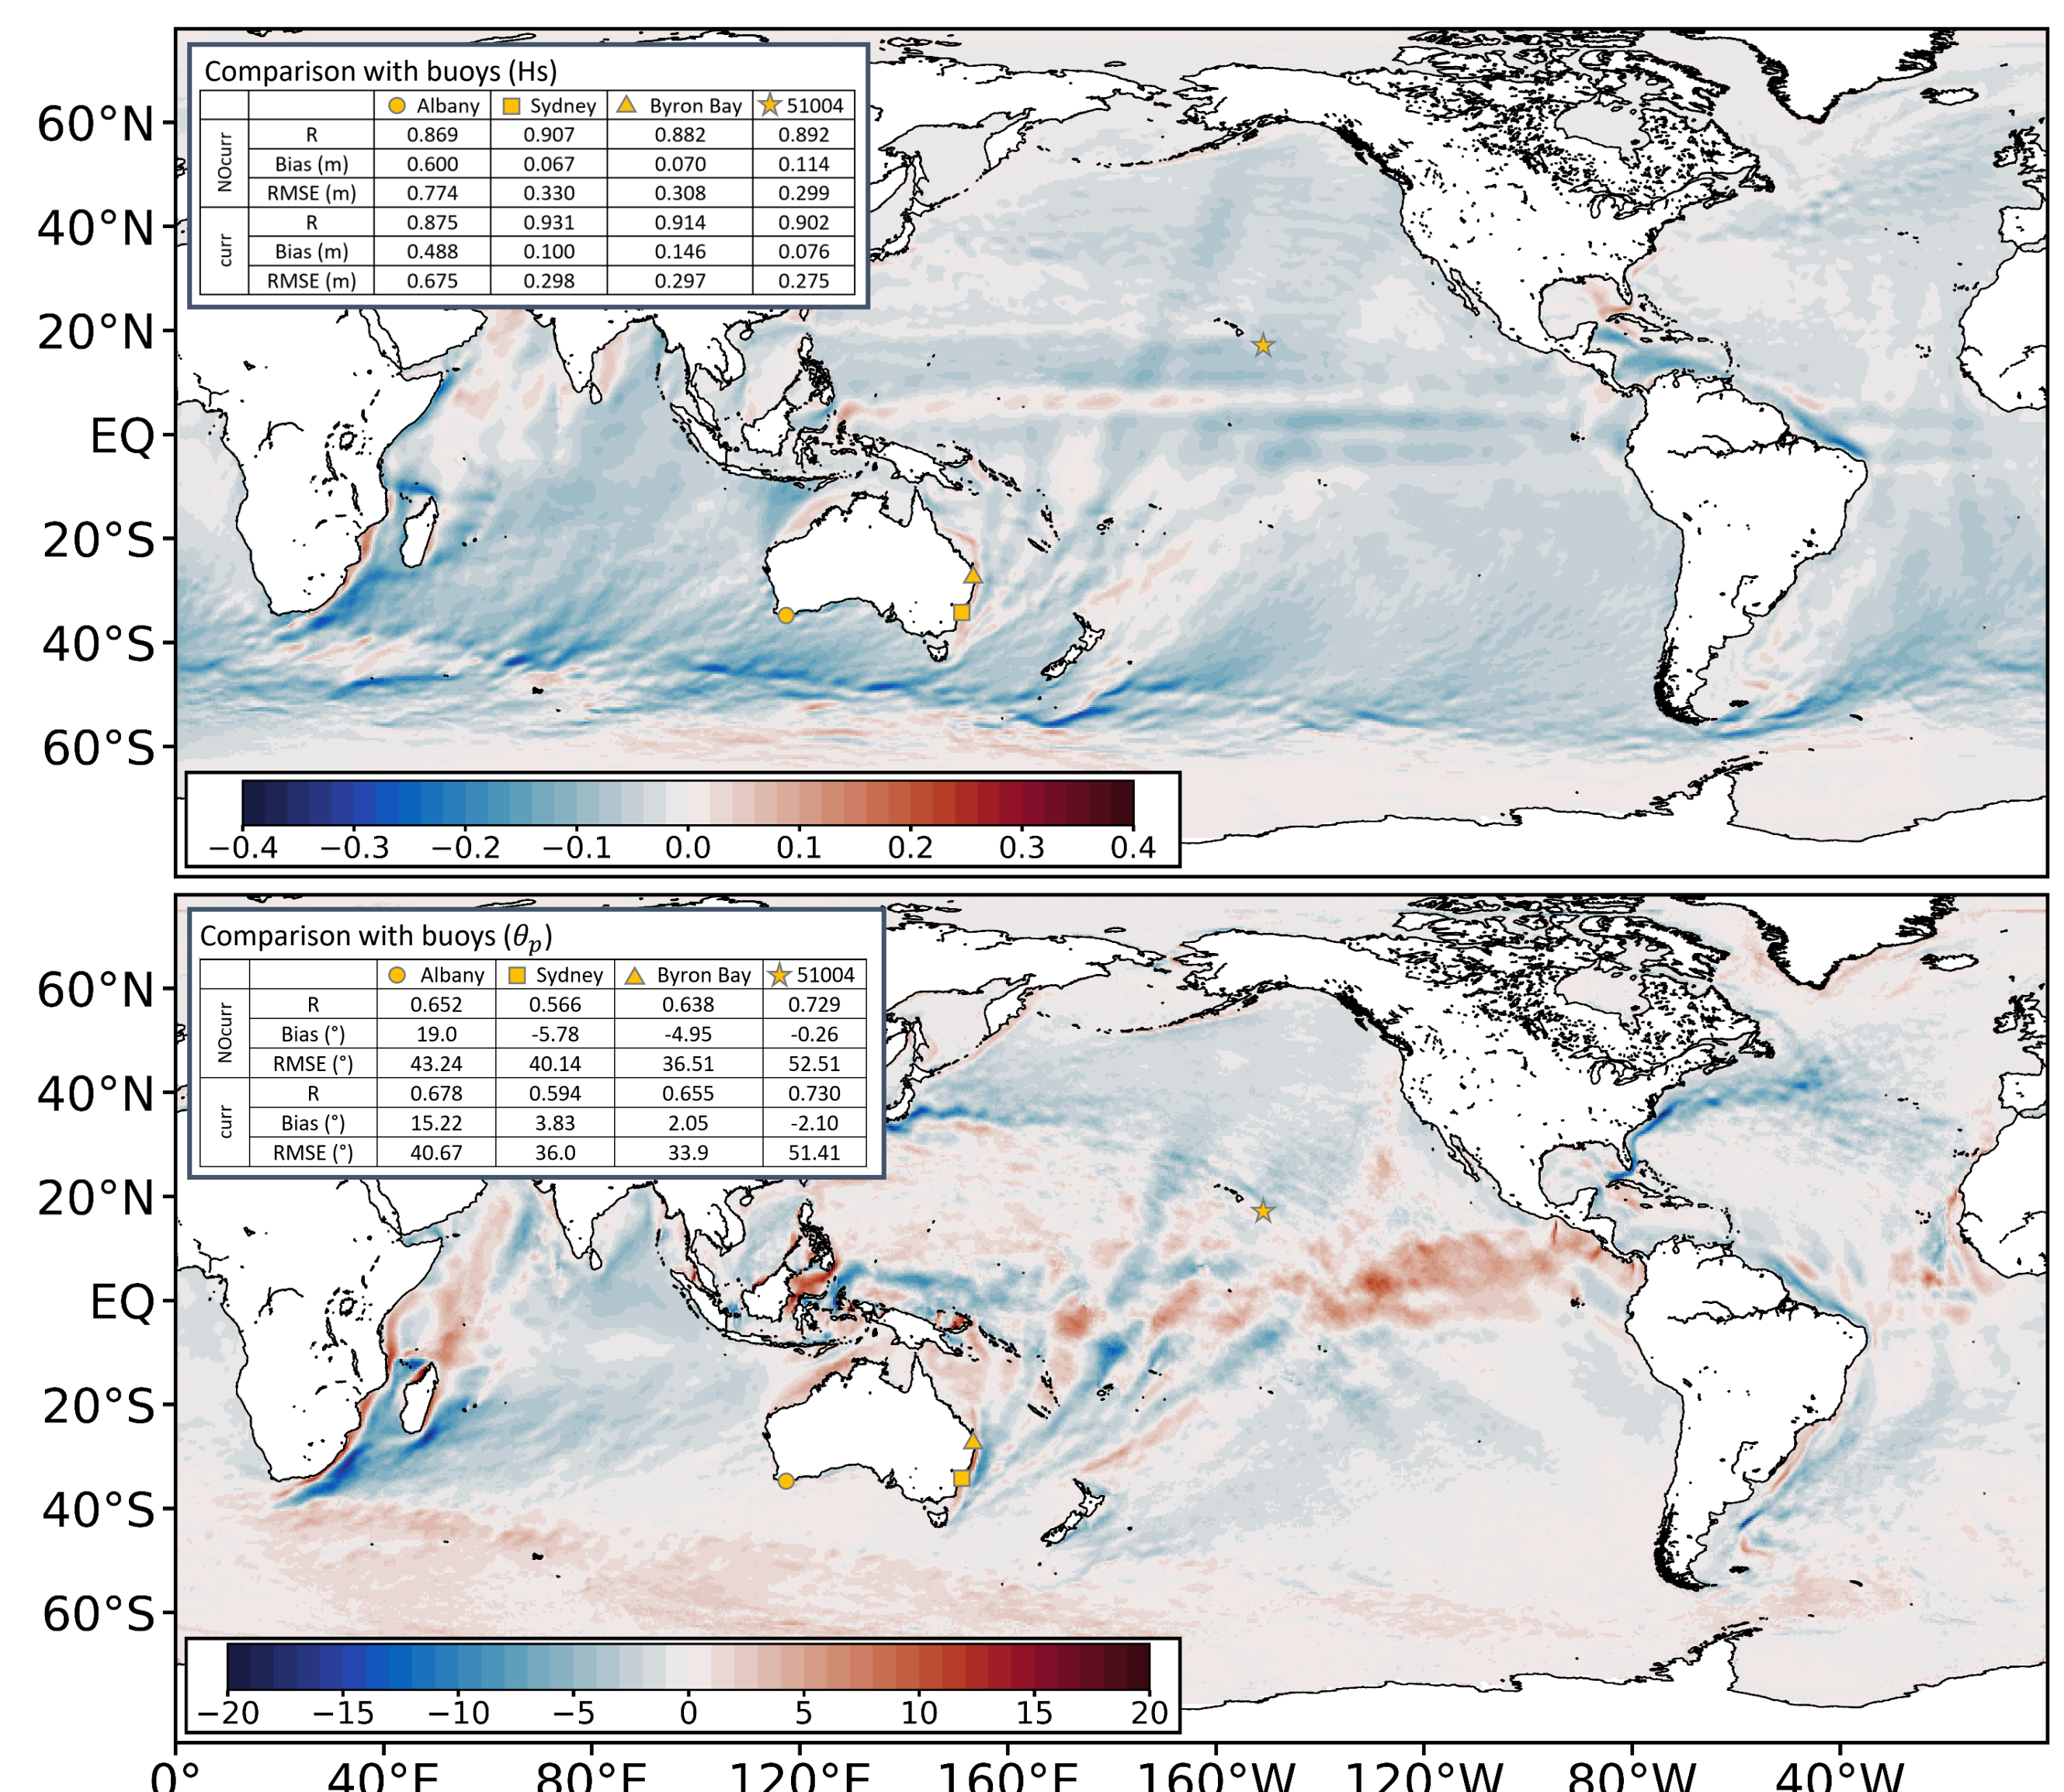 Comparison with buoys (Hs)
Albany Sydney Byron Bay 51004
NOcurr
R 0.869 0.907 0.882 0.892
Bias (m) 0.600 0.067 0.070 0.114
RMSE (m) 0.774 0.330 0.308 0.299
curr
R 0.875 0.931 0.914 0.902
Bias (m) 0.488 0.100 0.146 0.076
RMSE (m) 0.675 0.298 0.297 0.275
60°N
40°N
20°N
EQ
20°S
40°S
60°S
−0.4 −0.3 −0.2 −0.1 0.0 0.1 0.2 0.3 0.4
Comparison with buoys (θp)
Albany Sydney Byron Bay 51004
NOcurr
R 0.652 0.566 0.638 0.729
Bias (°) 19.0 -5.78 -4.95 -0.26
RMSE (°) 43.24 40.14 36.51 52.51
curr
R 0.678 0.594 0.655 0.730
Bias (°) 15.22 3.83 2.05 -2.10
RMSE (°) 40.67 36.0 33.9 51.41
60°N
40°N
20°N
EQ
20°S
40°S
60°S
−20 −15 −10 −5 0 5 10 15 20
0° 40°E 80°E 120°E 160°E 160°W 120°W 80°W 40°W